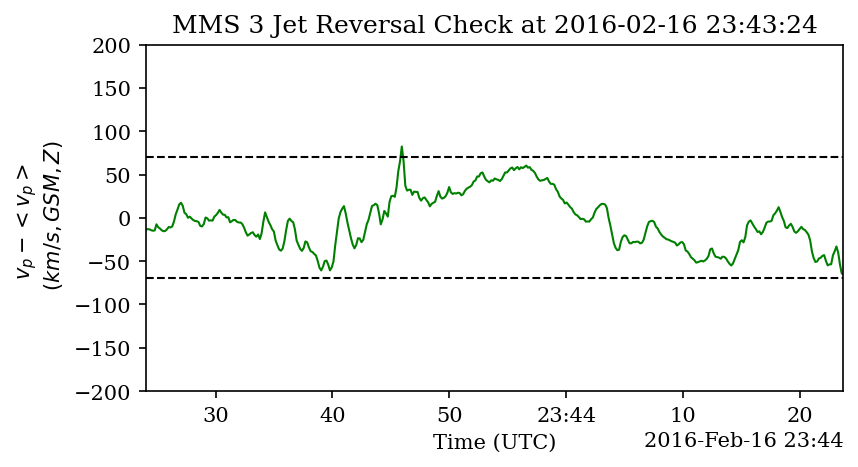 MMS 3 Jet Reversal Check at 2016-02-16 23:43:24
v_p − < v_p >
(km/s, GSM, Z)
200
150
100
50
0
−50
−100
−150
−200
30 40 50 23:44 10 20
Time (UTC)
2016-Feb-16 23:44